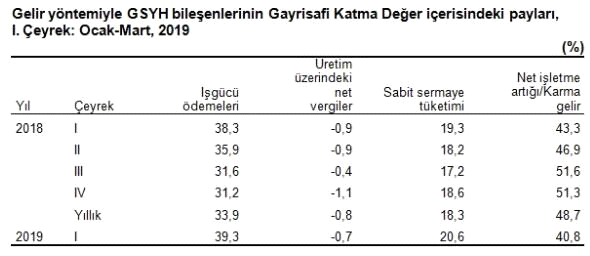 Gelir yöntemiyle GSYH bileşenlerinin Gayrisafi Katma Değer içerisindeki payları,
I. Çeyrek: Ocak-Mart, 2019
(%)
Yıl Çeyrek İşgücü ödemeleri Üretim üzerindeki net vergiler Sabit sermaye tüketimi Net işletme artığı/Karma gelir
2018 I 38,3 -0,9 19,3 43,3
II 35,9 -0,9 18,2 46,9
III 31,6 -0,4 17,2 51,6
IV 31,2 -1,1 18,6 51,3
Yıllık 33,9 -0,8 18,3 48,7
2019 I 39,3 -0,7 20,6 40,8